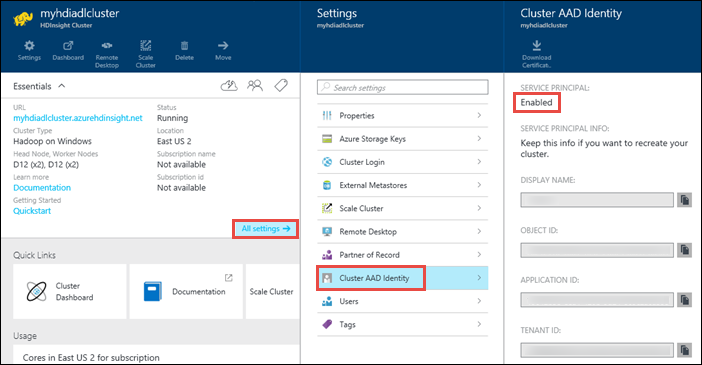 myhdiadlcluster
HDInsight Cluster
Settings
Dashboard
Remote
Desktop
Scale
Cluster
Delete
Move
Essentials
URL
myhdiadlcluster.azurehdinsight.net
Cluster Type
Hadoop on Windows
Head Node, Worker Nodes
D12 (x2), D12 (x2)
Learn more
Documentation
Getting Started
Quickstart
Status
Running
Location
East US 2
Subscription name
Not available
Subscription id
Not available
All settings →
Quick Links
Cluster
Dashboard
Documentation
Scale Cluster
Usage
Cores in East US 2 for subscription
Settings
myhdiadlcluster
Search settings
Properties
Azure Storage Keys
Cluster Login
External Metastores
Scale Cluster
Remote Desktop
Partner of Record
Cluster AAD Identity
Users
Tags
Cluster AAD Identity
myhdiadlcluster
Download
Certificat...
SERVICE PRINCIPAL:
Enabled
SERVICE PRINCIPAL INFO:
Keep this info if you want to recreate your
cluster.
DISPLAY NAME:
OBJECT ID:
APPLICATION ID:
TENANT ID: